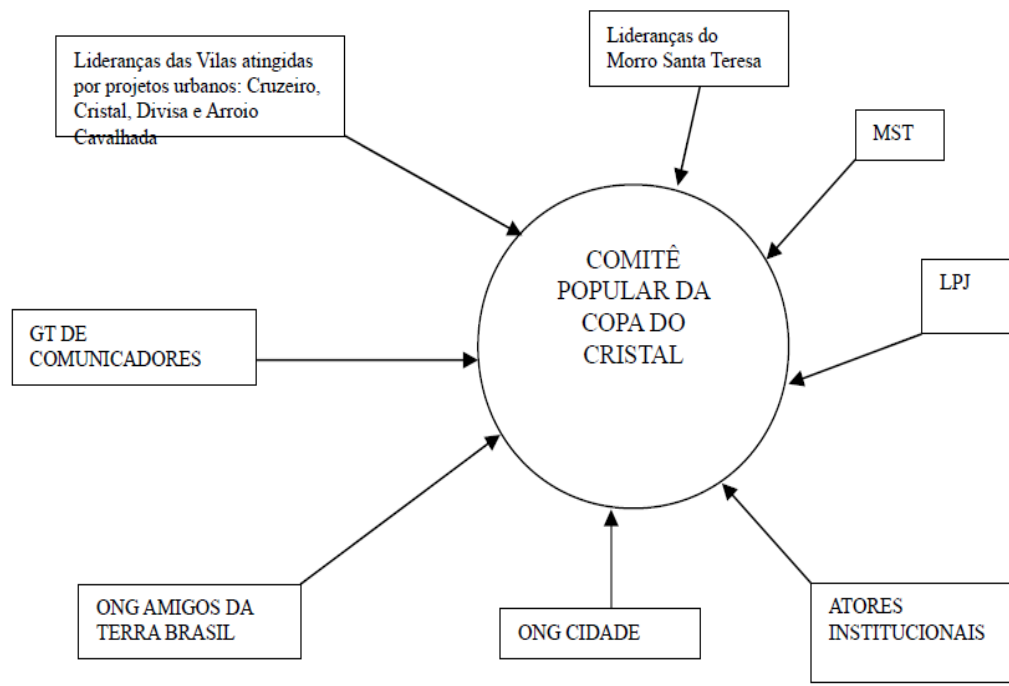 Lideranças das Vilas atingidas
por projetos urbanos: Cruzeiro,
Cristal, Divisa e Arroio
Cavalhada
Lideranças do
Morro Santa Teresa
MST
COMITÊ
POPULAR DA
COPA DO
CRISTAL
LPJ
GT DE
COMUNICADORES
ONG AMIGOS DA
TERRA BRASIL
ONG CIDADE
ATORES
INSTITUCIONAIS